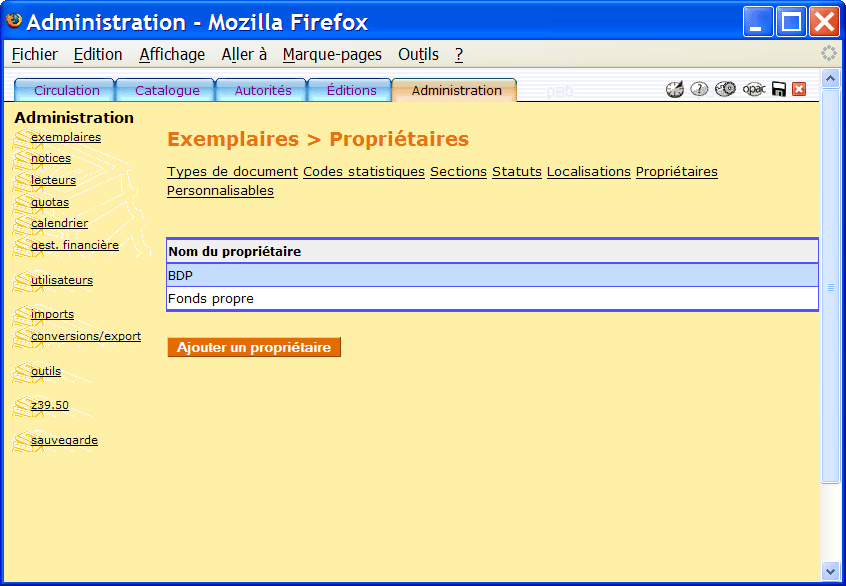 Administration - Mozilla Firefox
Fichier Edition Affichage Aller à Marque-pages Outils ?
Circulation Catalogue Autorités Éditions Administration pmb opac
Administration
exemplaires
notices
lecteurs
quotas
calendrier
gest. financière
utilisateurs
imports
conversions/export
outils
z39.50
sauvegarde
Exemplaires > Propriétaires
Types de document Codes statistiques Sections Statuts Localisations Propriétaires
Personnalisables
Nom du propriétaire
BDP
Fonds propre
Ajouter un propriétaire